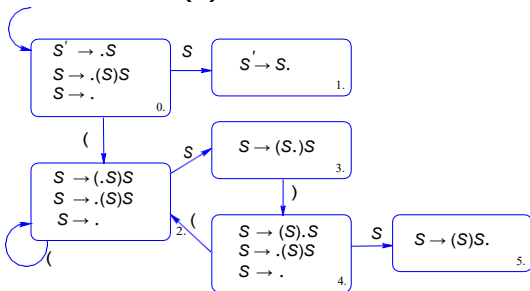 S' → .S
S → .(S)S
S → .
0.
S
S' → S.
1.
(
S → (.S)S
S → .(S)S
S → .
2.
(
S
S → (S.)S
3.
)
(
S → (S).S
S → .(S)S
S → .
4.
S
S → (S)S.
5.